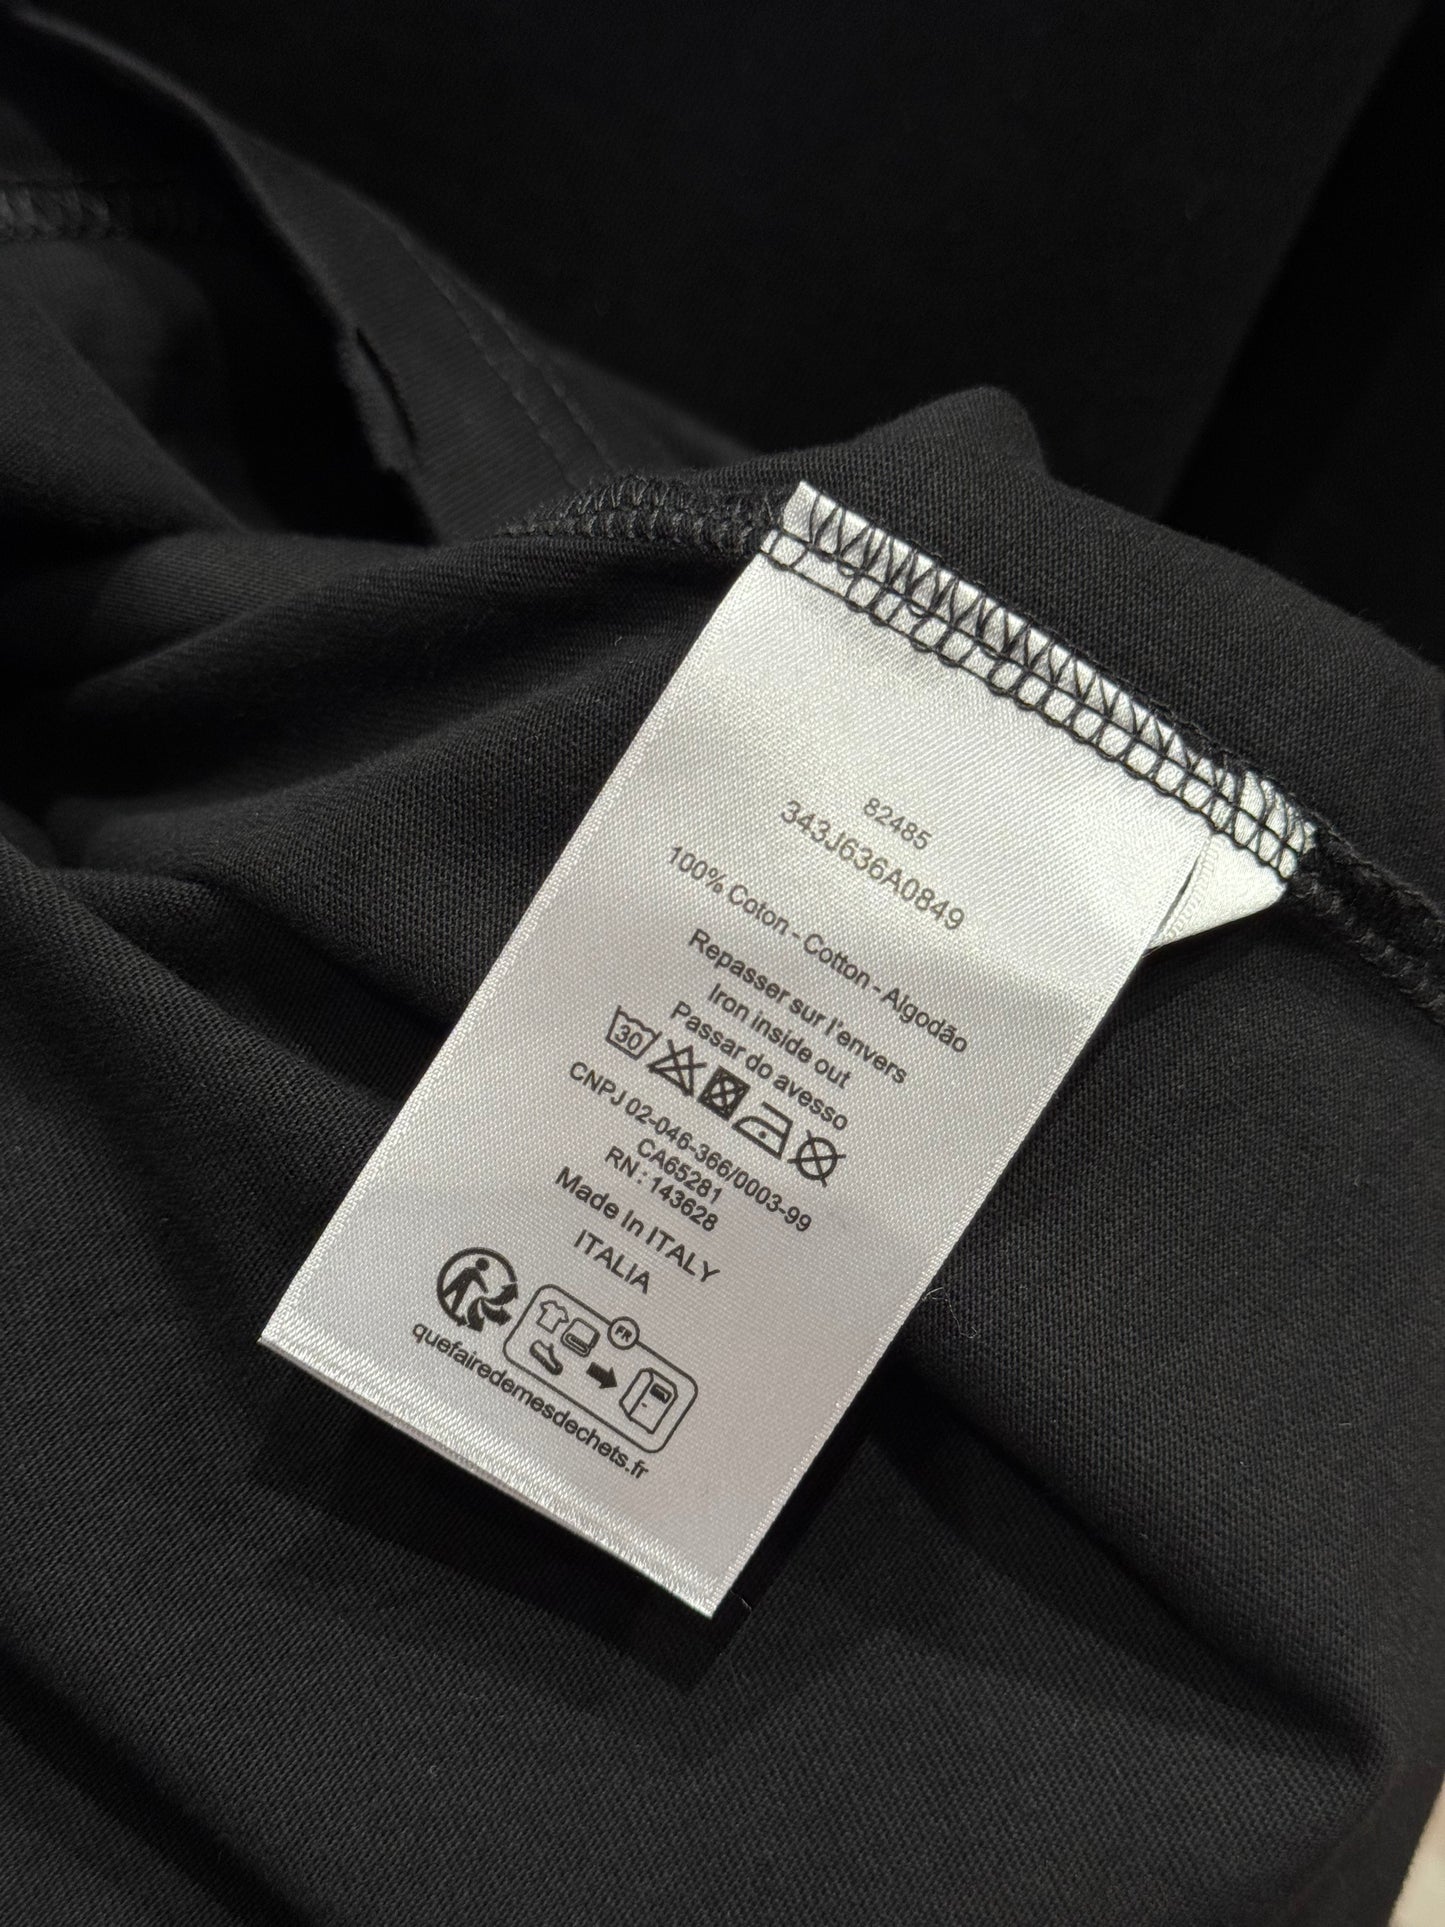 82485
343J636A0849
100% Coton - Cotton - Algodão
Repasser sur l'envers
Iron inside out
Passar do avesso
30
CNPJ 02-046-366/0003-99
CA65281
RN : 143628
Made In ITALY
ITALIA
FR
quefairedemesdechets.fr